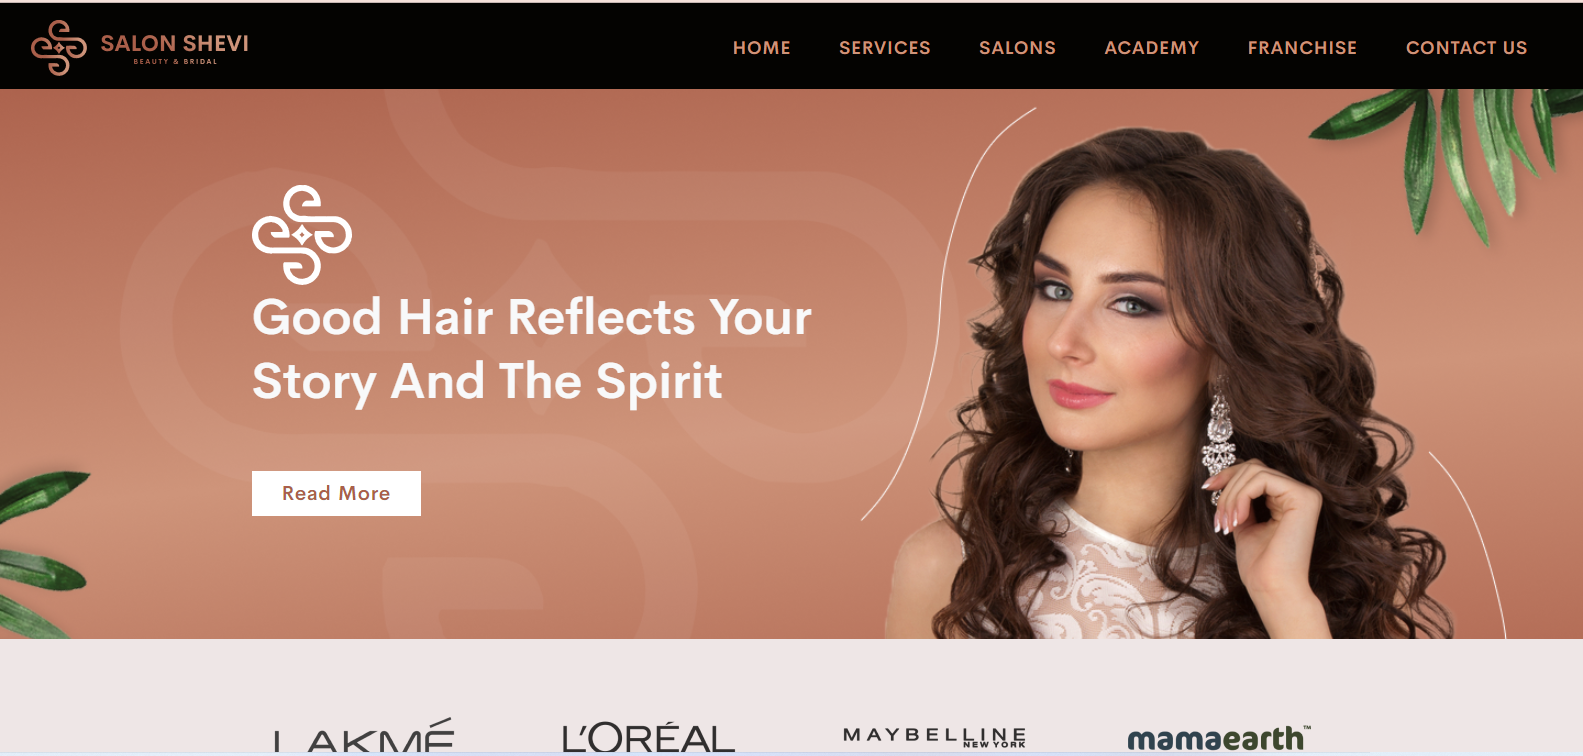 SALON SHEVI
BEAUTY & BRIDAL
HOME SERVICES SALONS ACADEMY FRANCHISE CONTACT US
Good Hair Reflects Your
Story And The Spirit
Read More
LAKMÉ L'ORÉAL MAYBELLINE mamaearth™
NEW YORK